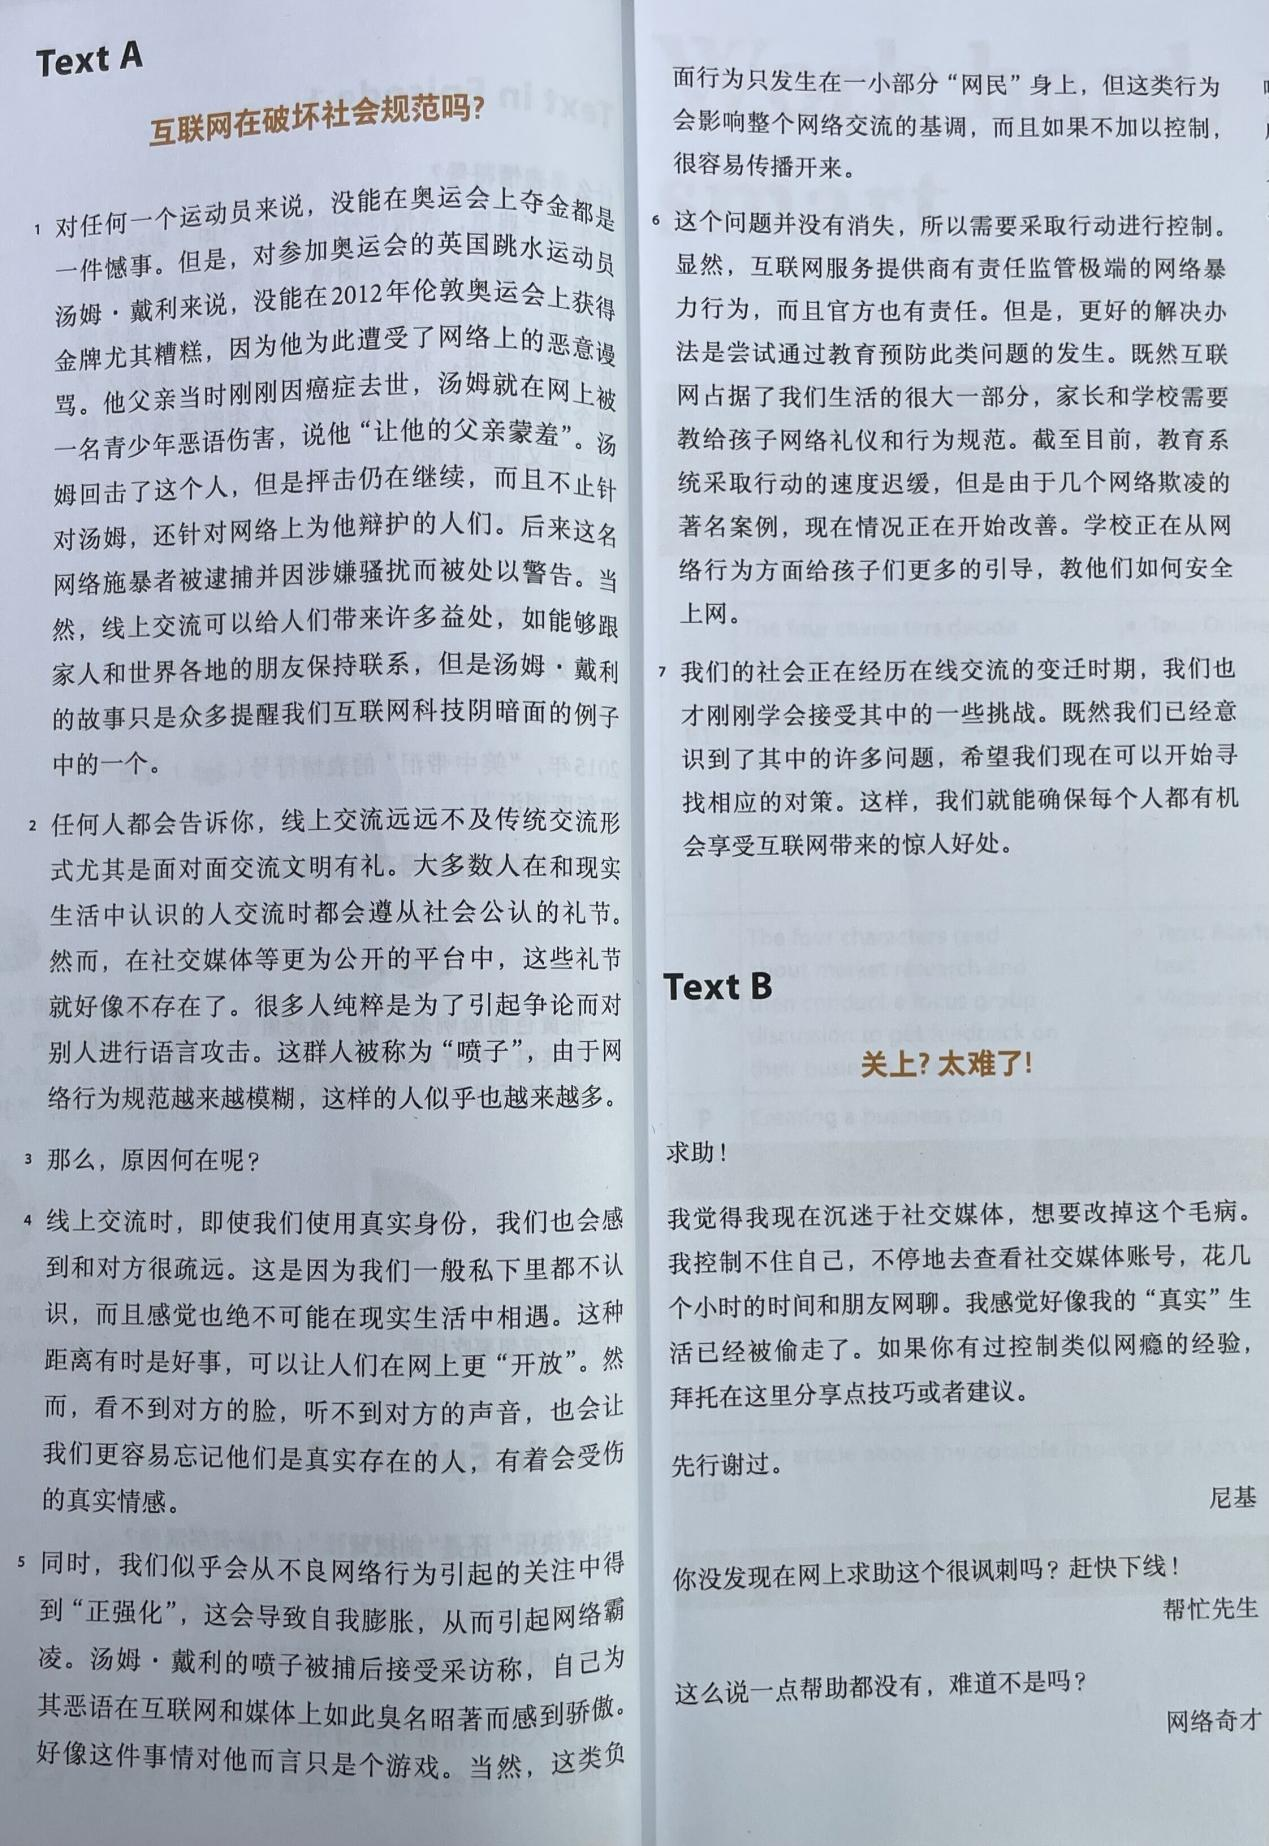 Text A
互联网在破坏社会规范吗?
1 对任何一个运动员来说，没能在奥运会上夺金都是
一件憾事。但是，对参加奥运会的英国跳水运动员
汤姆·戴利来说，没能在2012年伦敦奥运会上获得
金牌尤其糟糕，因为他为此遭受了网络上的恶意谩
骂。他父亲当时刚刚因癌症去世，汤姆就在网上被
一名青少年恶语伤害，说他“让他的父亲蒙羞”。汤
姆回击了这个人，但是抨击仍在继续，而且不止针
对汤姆，还针对网络上为他辩护的人们。后来这名
网络施暴者被逮捕并因涉嫌骚扰而被处以警告。当
然，线上交流可以给人们带来许多益处，如能够跟
家人和世界各地的朋友保持联系，但是汤姆·戴利
的故事只是众多提醒我们互联网科技阴暗面的例子
中的一个。
2 任何人都会告诉你，线上交流远远不及传统交流形
式尤其是面对面交流文明有礼。大多数人在和现实
生活中认识的人交流时都会遵从社会公认的礼节。
然而，在社交媒体等更为公开的平台中，这些礼节
就好像不存在了。很多人纯粹是为了引起争论而对
别人进行语言攻击。这群人被称为“喷子”，由于网
络行为规范越来越模糊，这样的人似乎也越来越多。
3 那么，原因何在呢?
4 线上交流时，即使我们使用真实身份，我们也会感
到和对方很疏远。这是因为我们一般私下里都不认
识，而且感觉也绝不可能在现实生活中相遇。这种
距离有时是好事，可以让人们在网上更“开放”。然
而，看不到对方的脸，听不到对方的声音，也会让
我们更容易忘记他们是真实存在的人，有着会受伤
的真实情感。
5 同时，我们似乎会从不良网络行为引起的关注中得
到“正强化”，这会导致自我膨胀，从而引起网络霸
凌。汤姆·戴利的喷子被捕后接受采访称，自己为
其恶语在互联网和媒体上如此臭名昭著而感到骄傲。
好像这件事情对他而言只是个游戏。当然，这类负
面行为只发生在一小部分“网民”身上，但这类行为
会影响整个网络交流的基调，而且如果不加以控制，
很容易传播开来。
6 这个问题并没有消失，所以需要采取行动进行控制。
显然，互联网服务提供商有责任监管极端的网络暴
力行为，而且官方也有责任。但是，更好的解决办
法是尝试通过教育预防此类问题的发生。既然互联
网占据了我们生活的很大一部分，家长和学校需要
教给孩子网络礼仪和行为规范。截至目前，教育系
统采取行动的速度迟缓，但是由于几个网络欺凌的
著名案例，现在情况正在开始改善。学校正在从网
络行为方面给孩子们更多的引导，教他们如何安全
上网。
7 我们的社会正在经历在线交流的变迁时期，我们也
才刚刚学会接受其中的一些挑战。既然我们已经意
识到了其中的许多问题，希望我们现在可以开始寻
找相应的对策。这样，我们就能确保每个人都有机
会享受互联网带来的惊人好处。
Text B
关上? 太难了!
求助!
我觉得我现在沉迷于社交媒体，想要改掉这个毛病。
我控制不住自己，不停地去查看社交媒体账号，花几
个小时的时间和朋友网聊。我感觉好像我的“真实”生
活已经被偷走了。如果你有过控制类似网瘾的经验，
拜托在这里分享点技巧或者建议。
先行谢过。
尼基
你没发现在网上求助这个很讽刺吗? 赶快下线!
帮忙先生
这么说一点帮助都没有，难道不是吗?
网络奇才